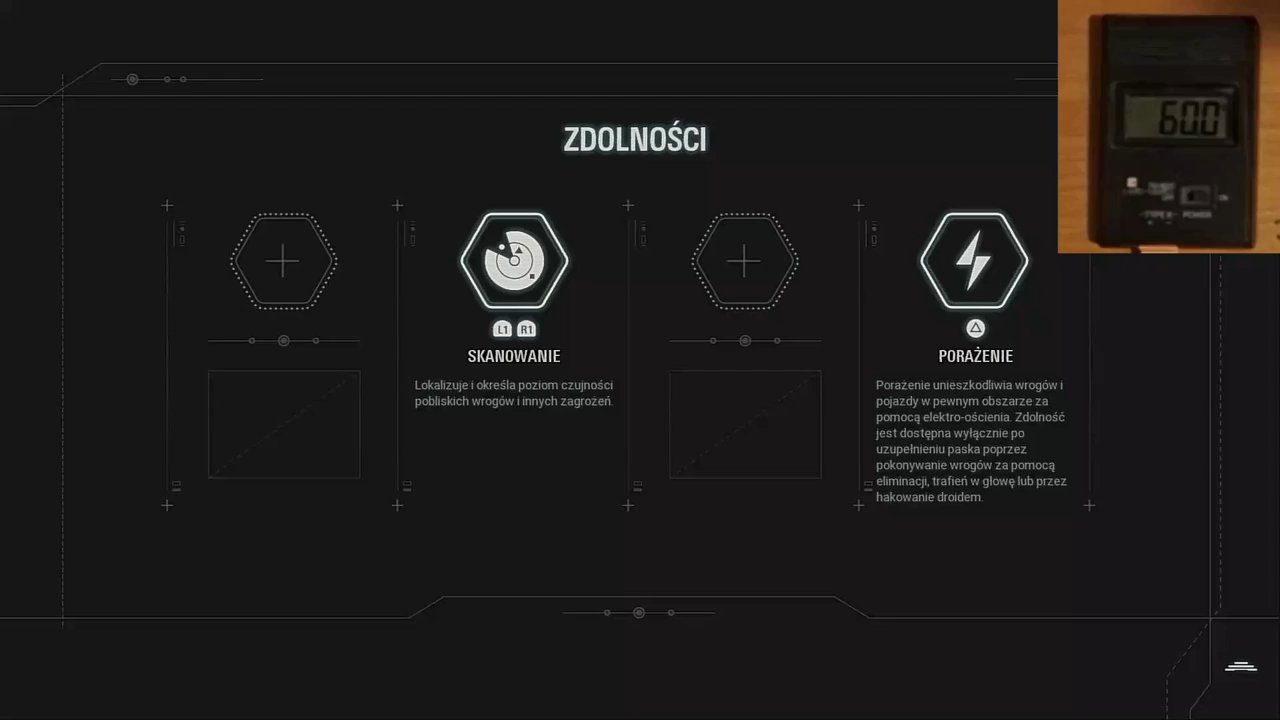 ZDOLNOŚCI
600
TYPE K
POWER
L1 R1
SKANOWANIE
Lokalizuje i określa poziom czujności
pobliskich wrogów i innych zagrożeń.
PORAŻENIE
Porażenie unieszkodliwia wrogów i
pojazdy w pewnym obszarze za
pomocą elektro-ościenia. Zdolność
jest dostępna wyłącznie po
uzupełnieniu paska poprzez
pokonywanie wrogów za pomocą
eliminacji, trafień w głowę lub przez
hakowanie droidem.